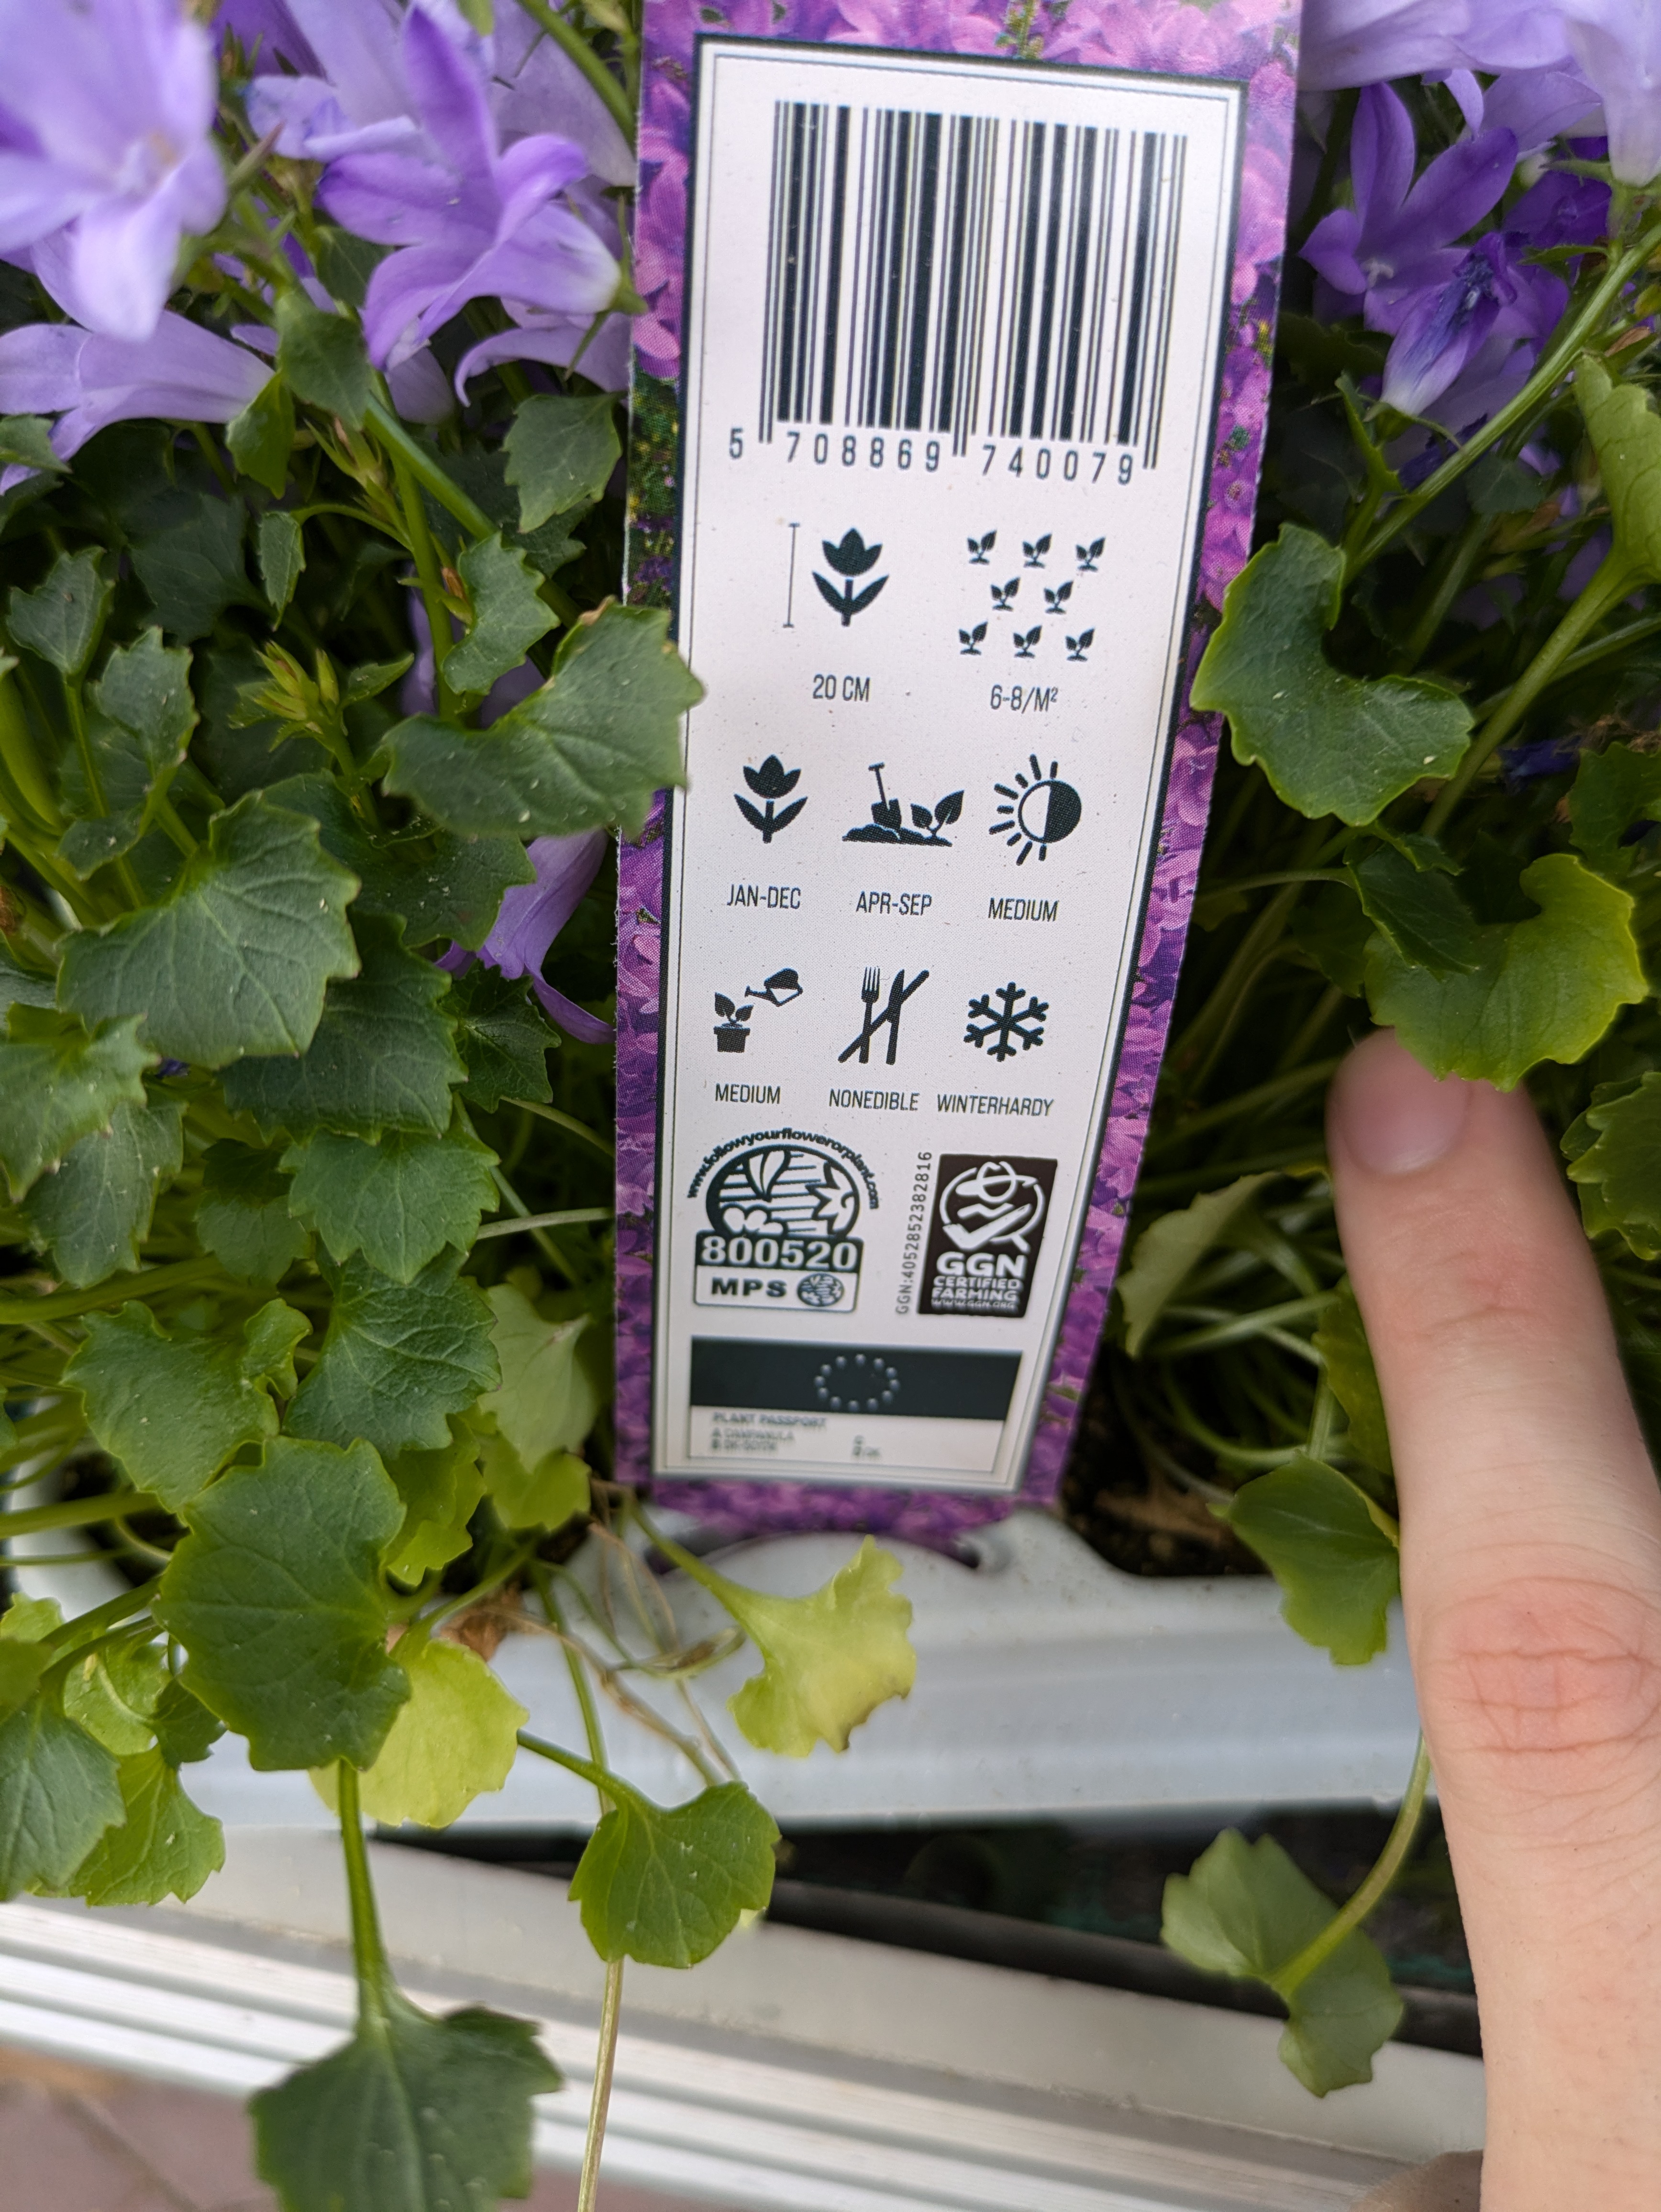 5 708869 740079
20 CM 6-8/M²
JAN-DEC APR-SEP MEDIUM
MEDIUM NONEDIBLE WINTERHARDY
www.followyourflowerorplant.com
800520
MPS
GGN:4052852382816
GGN
CERTIFIED
FARMING
WWW.GGN.ORG
PLANT PASSPORT
A CAMPANULA